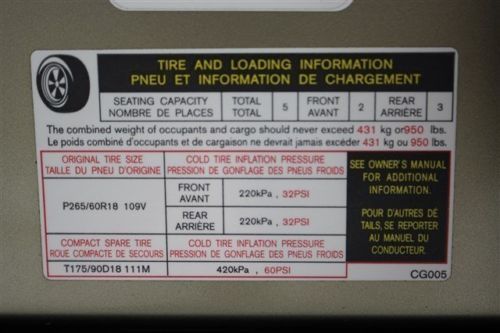 TIRE AND LOADING INFORMATION
PNEU ET INFORMATION DE CHARGEMENT
SEATING CAPACITY TOTAL 5 FRONT 2 REAR 3
NOMBRE DE PLACES TOTAL AVANT ARRIÈRE
The combined weight of occupants and cargo should never exceed 431 kg or 950 lbs.
Le poids combiné d'occupants et de cargaison ne devrait jamais excéder 431 kg ou 950 lbs.
ORIGINAL TIRE SIZE
TAILLE DU PNEU D'ORIGINE
COLD TIRE INFLATION PRESSURE
PRESSION DE GONFLAGE DES PNEUS FROIDS
P265/60R18 109V
FRONT
AVANT
220kPa , 32PSI
REAR
ARRIÈRE
220kPa , 32PSI
COMPACT SPARE TIRE
ROUE COMPACTE DE SECOURS
COLD TIRE INFLATION PRESSURE
PRESSION DE GONFLAGE DES PNEUS FROIDS
T175/90D18 111M
420kPa , 60PSI
SEE OWNER'S MANUAL
FOR ADDITIONAL
INFORMATION.
POUR D'AUTRES DÉ
TAILS, SE REPORTER
AU MANUEL DU
CONDUCTEUR.
CG005